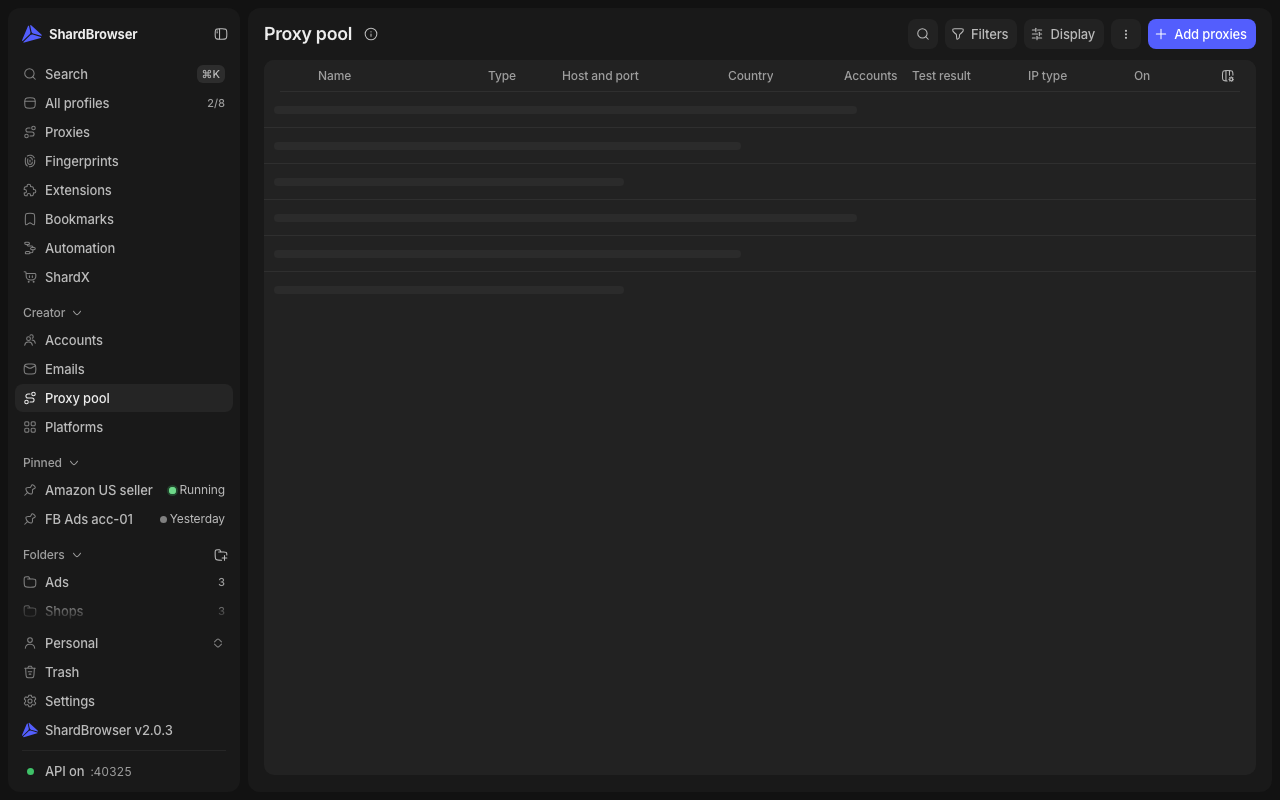 ShardBrowser
Search ⌘K
All profiles 2/8
Proxies
Fingerprints
Extensions
Bookmarks
Automation
ShardX
Creator
Accounts
Emails
Proxy pool
Platforms
Pinned
Amazon US seller Running
FB Ads acc-01 Yesterday
Folders
Ads 3
Shops 3
Personal
Trash
Settings
ShardBrowser v2.0.3
API on :40325
Proxy pool
Filters
Display
Add proxies
Name Type Host and port Country Accounts Test result IP type On